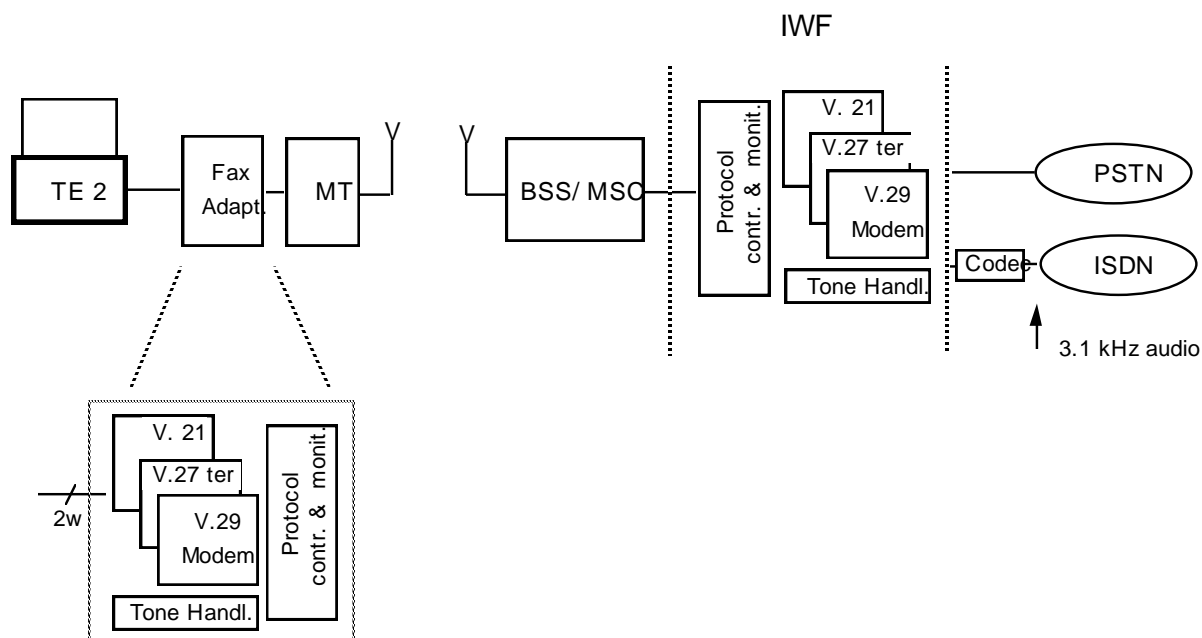 IWF
TE 2
Fax
Adapt.
MT
BSS/ MSC
Protocol
contr. & monit.
V. 21
V.27 ter
V.29
Modem
Tone Handl.
PSTN
Codec
ISDN
3.1 kHz audio
2w
V. 21
V.27 ter
V.29
Modem
Tone Handl.
Protocol
contr. & monit.